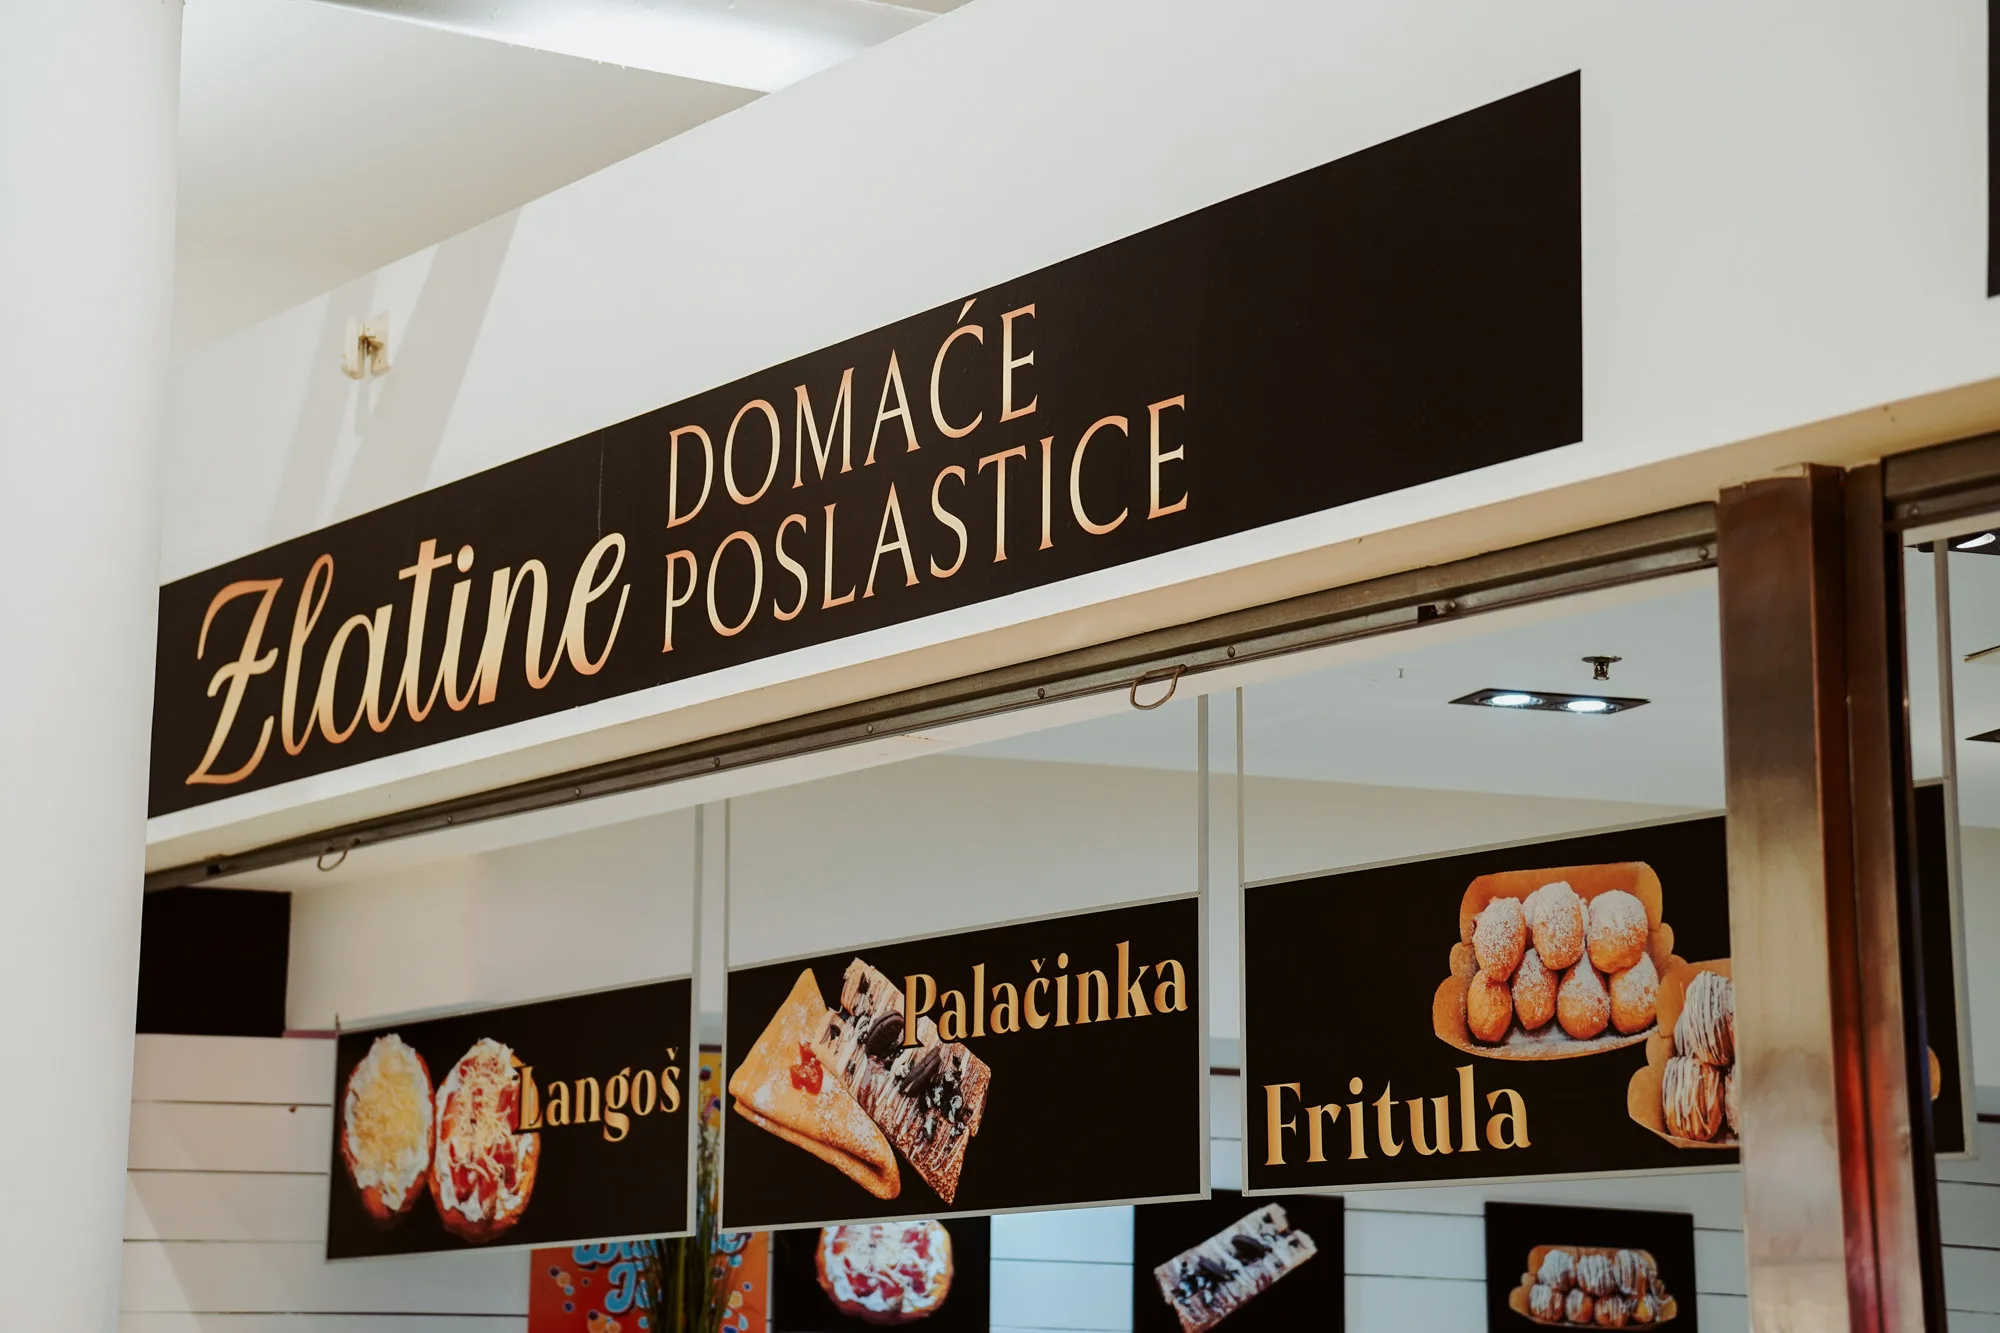 Zlatine
DOMAĆE
POSLASTICE
Langoš
Palačinka
Fritula